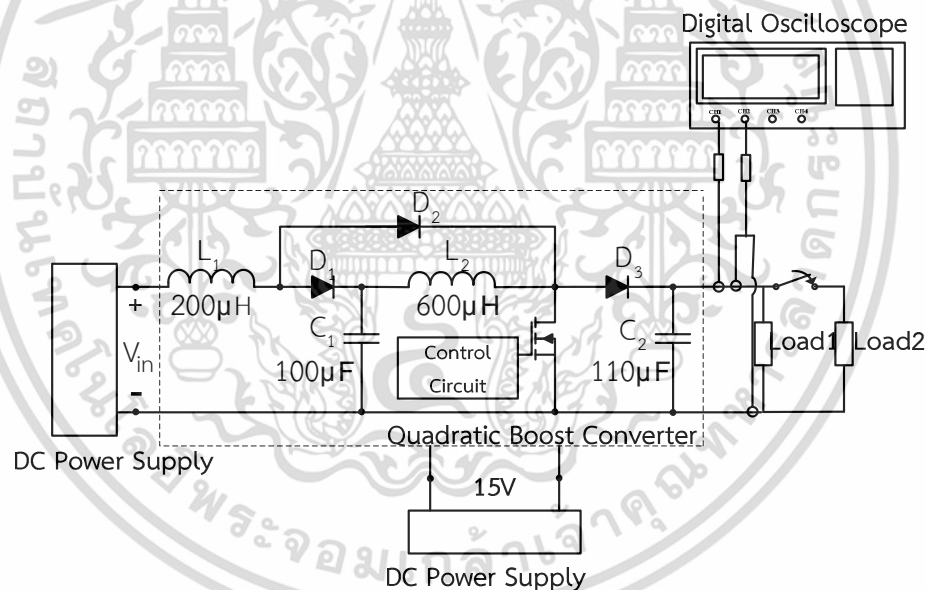 Digital Oscilloscope
CH1 CH2 CH3 CH4
D2
L1
D1
L2
D3
200μH
600μH
+
Vin
-
C1
100μF
Control
Circuit
C2
110μF
Load1
Load2
Quadratic Boost Converter
DC Power Supply
15V
DC Power Supply